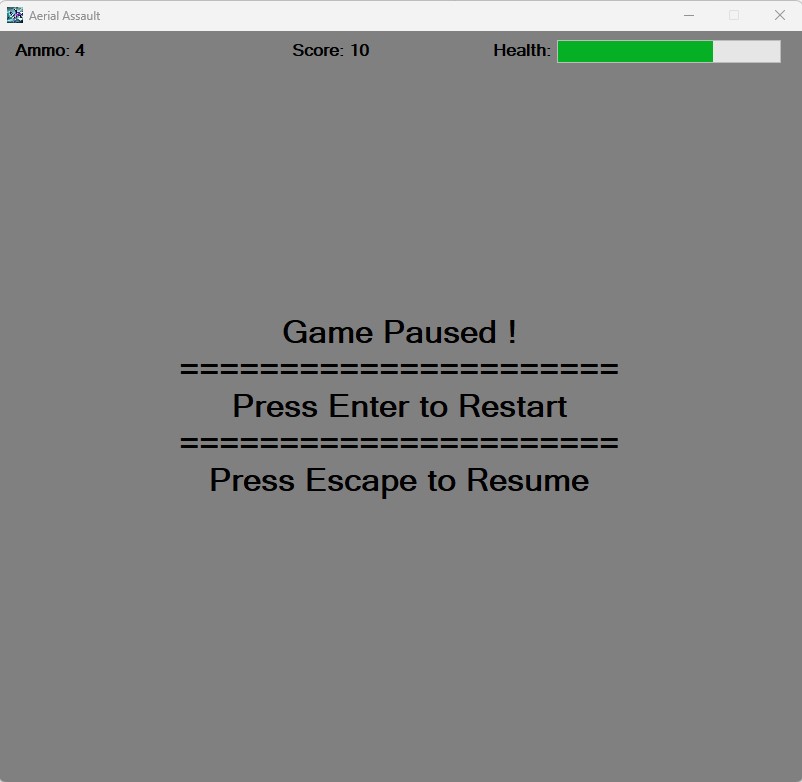 Aerial Assault
Ammo: 4 Score: 10 Health:
Game Paused !
======================
Press Enter to Restart
======================
Press Escape to Resume